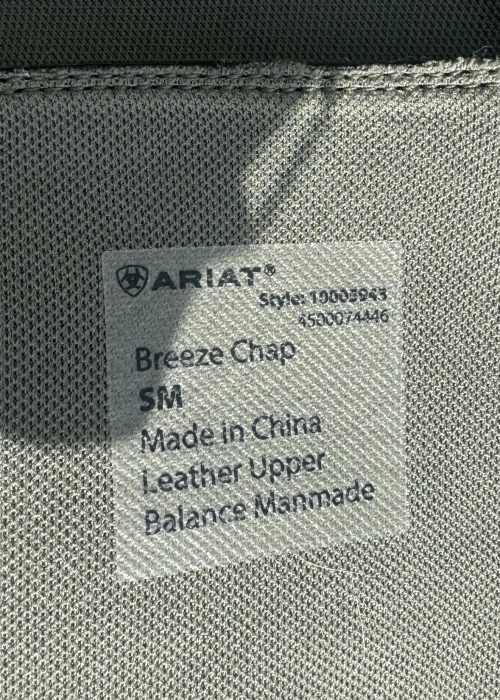 ARIAT®
Style: 10003943
4500074446
Breeze Chap
SM
Made in China
Leather Upper
Balance Manmade